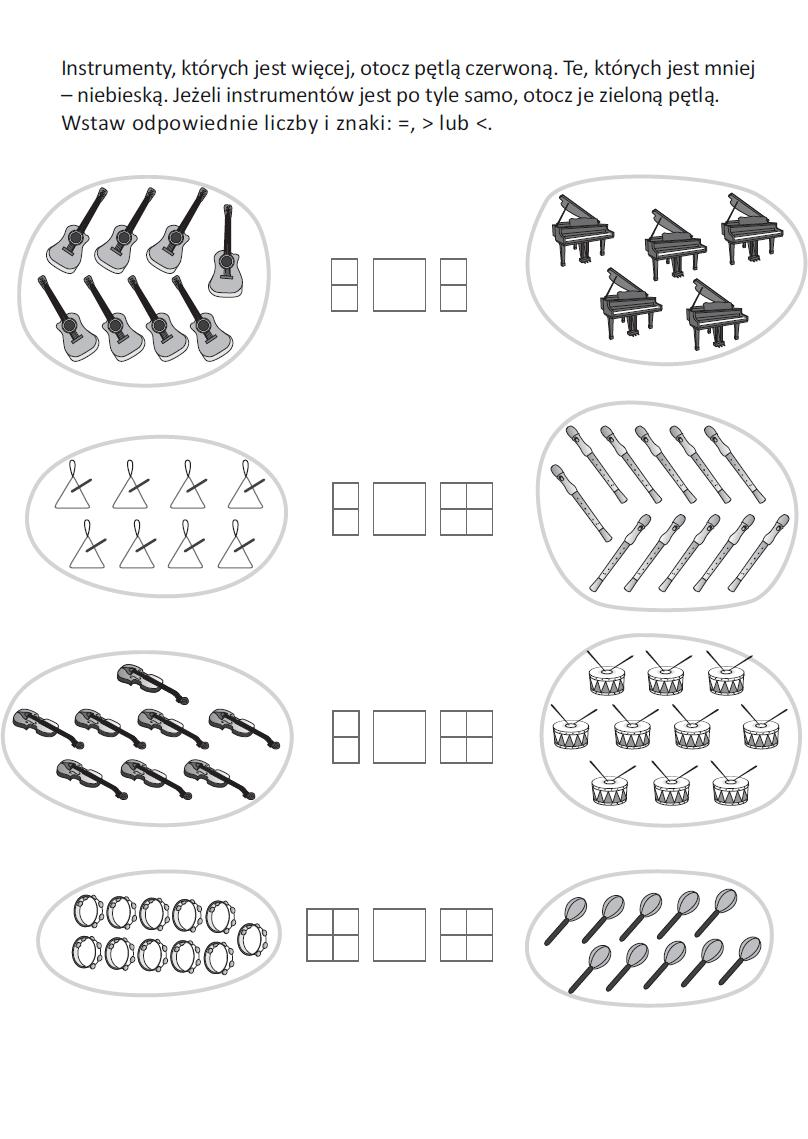 Instrumenty, których jest więcej, otocz pętlą czerwoną. Te, których jest mniej
– niebieską. Jeżeli instrumentów jest po tyle samo, otocz je zieloną pętlą.
Wstaw odpowiednie liczby i znaki: =, > lub <.